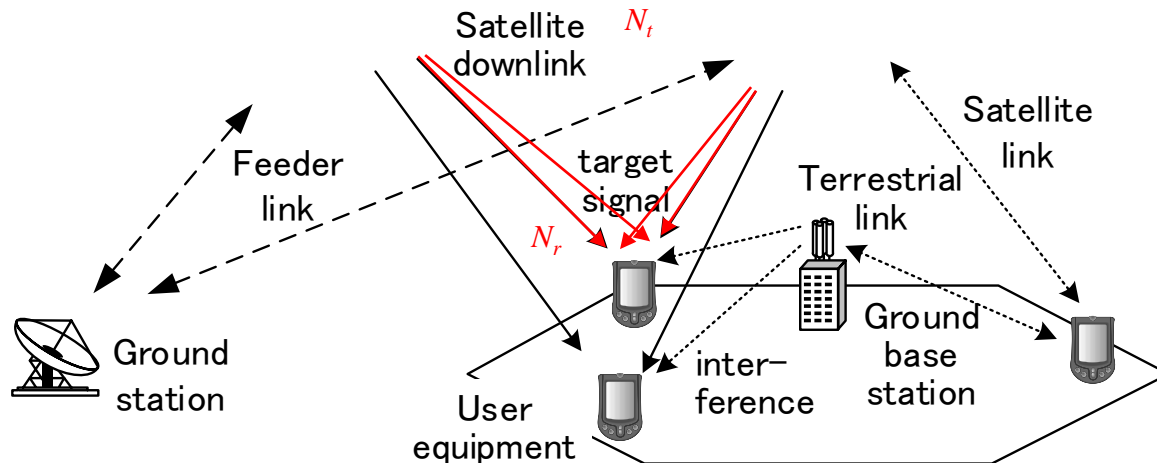 Satellite
downlink
N_t
Satellite
link
Feeder
link
target
signal
Terrestrial
link
N_r
Ground
station
Ground
base
station
inter-
ference
User
equipment